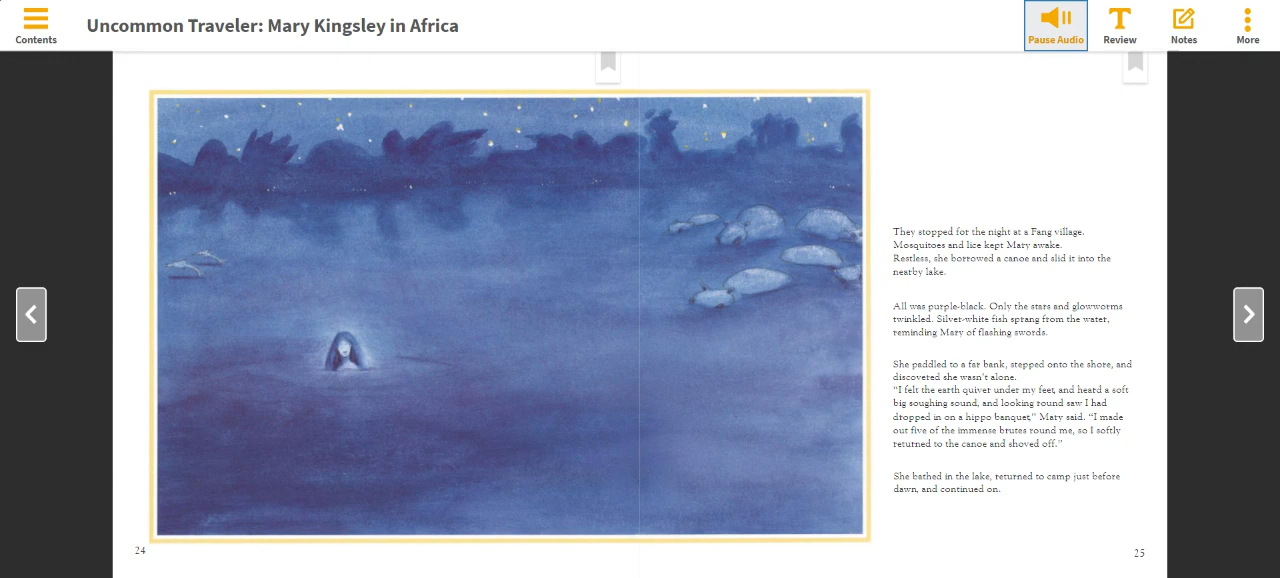 Contents
Uncommon Traveler: Mary Kingsley in Africa
Pause Audio
Review
Notes
More
They stopped for the night at a Fang village.
Mosquitoes and lice kept Mary awake.
Restless, she borrowed a canoe and slid it into the
nearby lake.
All was purple-black. Only the stars and glowworms
twinkled. Silver-white fish sprang from the water,
reminding Mary of flashing swords.
She paddled to a far bank, stepped onto the shore, and
discovered she wasn't alone.
"I felt the earth quiver under my feet, and heard a soft
big soughing sound, and looking round saw I had
dropped in on a hippo banquet," Mary said. "I made
out five of the immense brutes round me, so I softly
returned to the canoe and shoved off."
She bathed in the lake, returned to camp just before
dawn, and continued on.
24
25